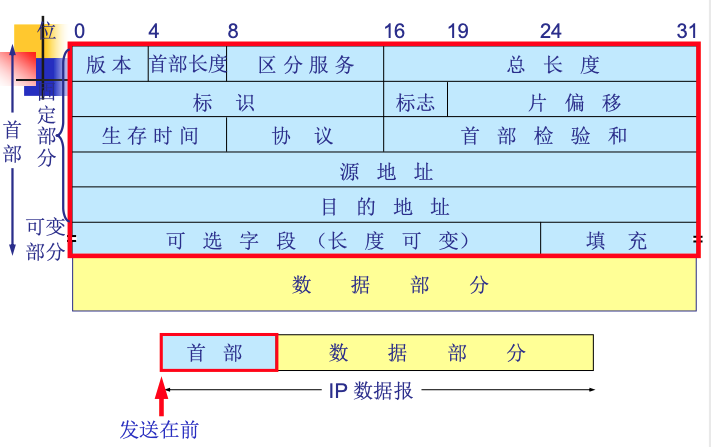 位 0 4 8 16 19 24 31
版本 首部长度 区分服务 总长度
标识 标志 片偏移
生存时间 协议 首部检验和
源地址
目的地址
可选字段（长度可变） 填充
数据部分
首部
固定部分
可变部分
首部 数据部分
IP 数据报
发送在前